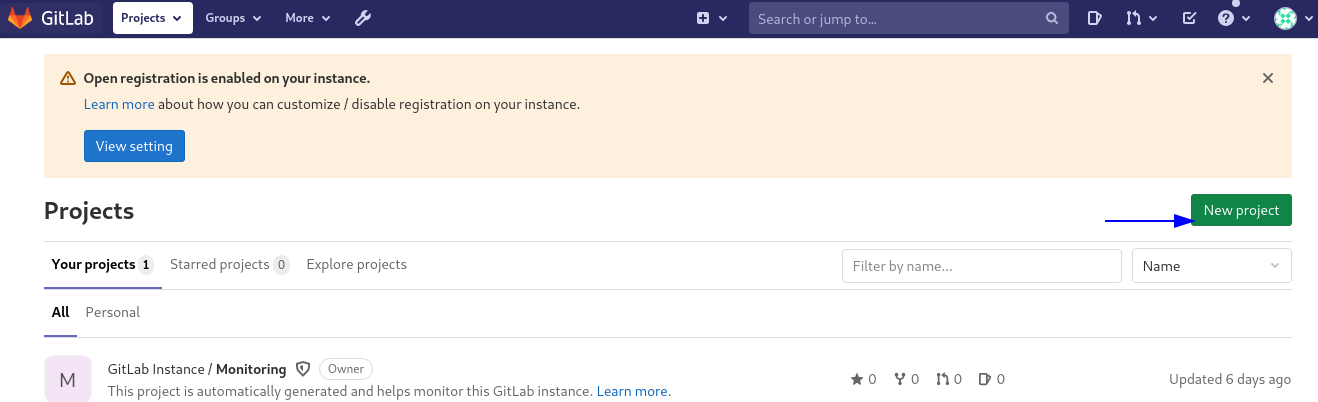 GitLab Projects Groups More Search or jump to...
Open registration is enabled on your instance.
Learn more about how you can customize / disable registration on your instance.
View setting
Projects New project
Your projects 1 Starred projects 0 Explore projects Filter by name... Name
All Personal
M GitLab Instance / Monitoring Owner
This project is automatically generated and helps monitor this GitLab instance. Learn more.
0 0 0 0 Updated 6 days ago